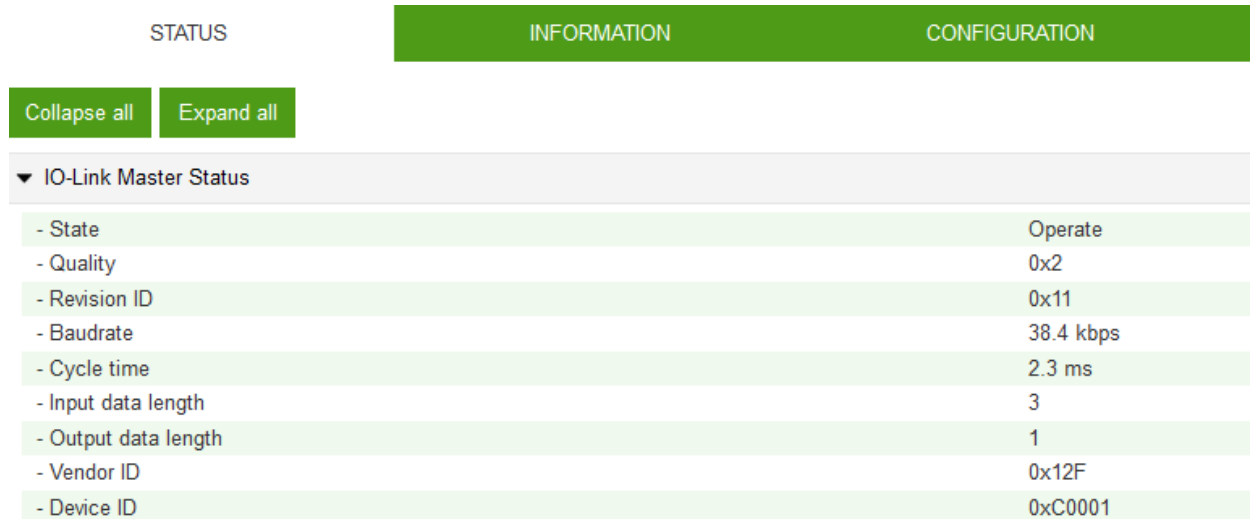 STATUS INFORMATION CONFIGURATION
Collapse all Expand all
IO-Link Master Status
- State Operate
- Quality 0x2
- Revision ID 0x11
- Baudrate 38.4 kbps
- Cycle time 2.3 ms
- Input data length 3
- Output data length 1
- Vendor ID 0x12F
- Device ID 0xC0001